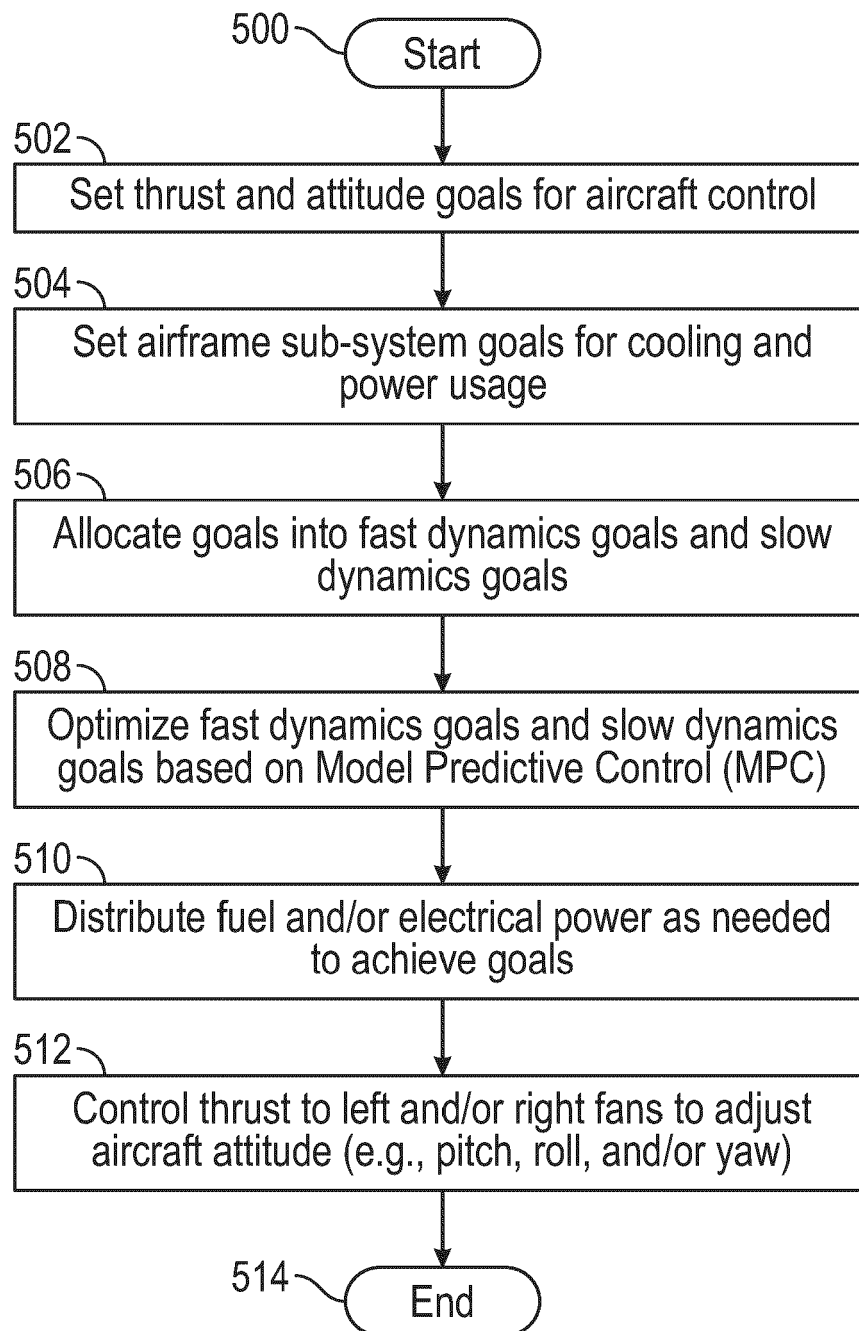 500
Start
502
Set thrust and attitude goals for aircraft control
504
Set airframe sub-system goals for cooling and
power usage
506
Allocate goals into fast dynamics goals and slow
dynamics goals
508
Optimize fast dynamics goals and slow dynamics
goals based on Model Predictive Control (MPC)
510
Distribute fuel and/or electrical power as needed
to achieve goals
512
Control thrust to left and/or right fans to adjust
aircraft attitude (e.g., pitch, roll, and/or yaw)
514
End